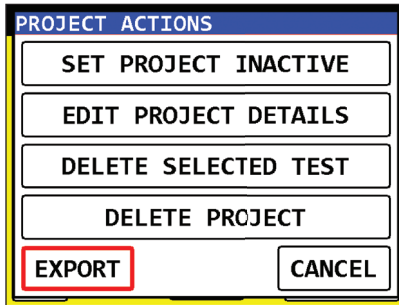 PROJECT ACTIONS
SET PROJECT INACTIVE
EDIT PROJECT DETAILS
DELETE SELECTED TEST
DELETE PROJECT
EXPORT CANCEL